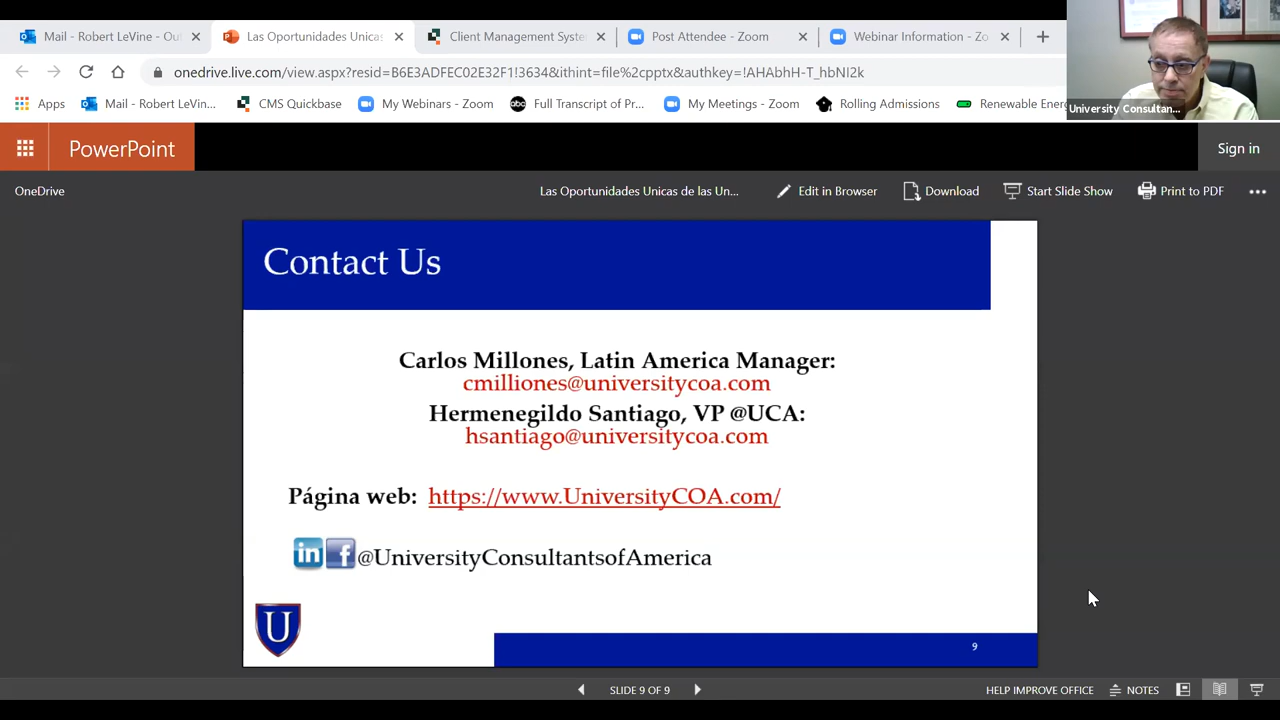 Mail - Robert LeVine - Out
Las Oportunidades Unicas
Client Management Syste
Post Attendee - Zoom
Webinar Information - Zo
onedrive.live.com/view.aspx?resid=B6E3ADFEC02E32F1!3634&ithint=file%2cpptx&authkey=!AHAbhH-T_hbNI2k
Apps
Mail - Robert LeVine...
CMS Quickbase
My Webinars - Zoom
abc
Full Transcript of Pr...
My Meetings - Zoom
Rolling Admissions
Renewable Ener
University Consultan...
PowerPoint
Sign in
OneDrive
Las Oportunidades Unicas de las Un...
Edit in Browser
Download
Start Slide Show
Print to PDF
Contact Us
Carlos Millones, Latin America Manager:
cmilliones@universitycoa.com
Hermenegildo Santiago, VP @UCA:
hsantiago@universitycoa.com
Página web: https://www.UniversityCOA.com/
in f @UniversityConsultantsofAmerica
U
9
SLIDE 9 OF 9
HELP IMPROVE OFFICE
NOTES